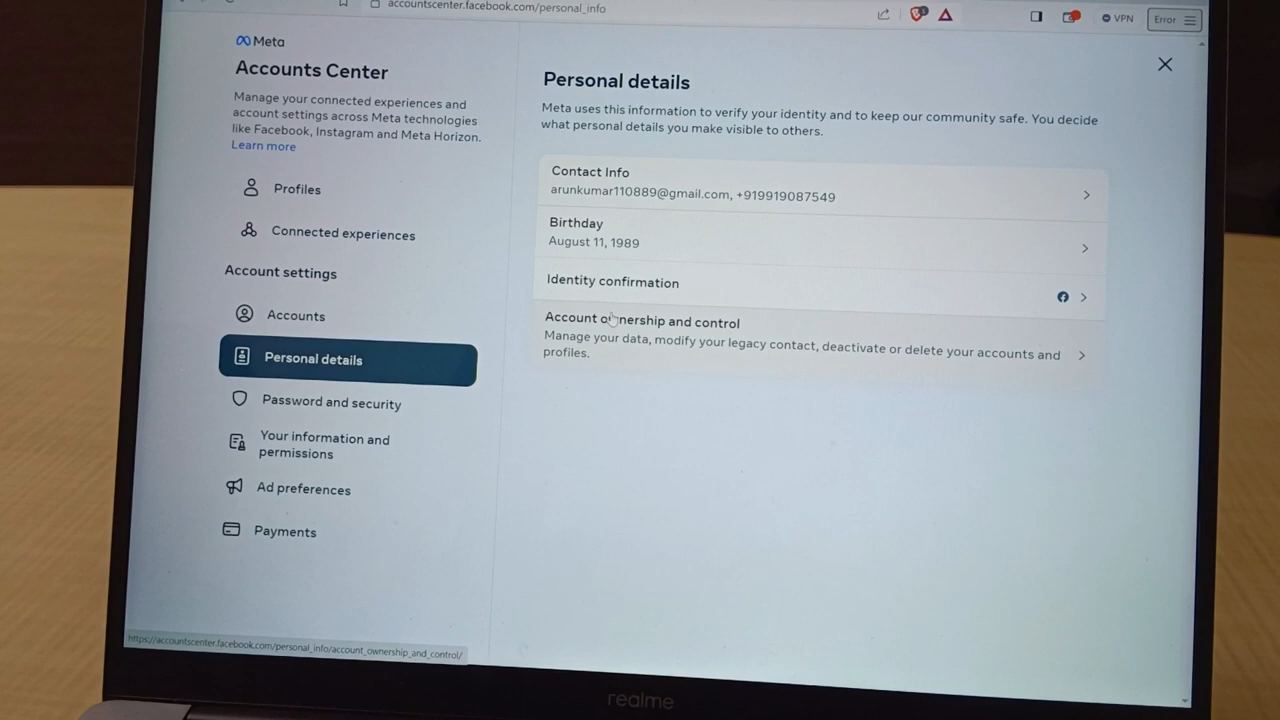 accountscenter.facebook.com/personal_info
VPN
Error
Meta
Accounts Center
Manage your connected experiences and
account settings across Meta technologies
like Facebook, Instagram and Meta Horizon.
Learn more
Profiles
Connected experiences
Account settings
Accounts
Personal details
Password and security
Your information and
permissions
Ad preferences
Payments
Personal details
Meta uses this information to verify your identity and to keep our community safe. You decide
what personal details you make visible to others.
Contact Info
arunkumar110889@gmail.com, +919919087549
Birthday
August 11, 1989
Identity confirmation
Account ownership and control
Manage your data, modify your legacy contact, deactivate or delete your accounts and
profiles.
https://accountscenter.facebook.com/personal_info/account_ownership_and_control/
realme